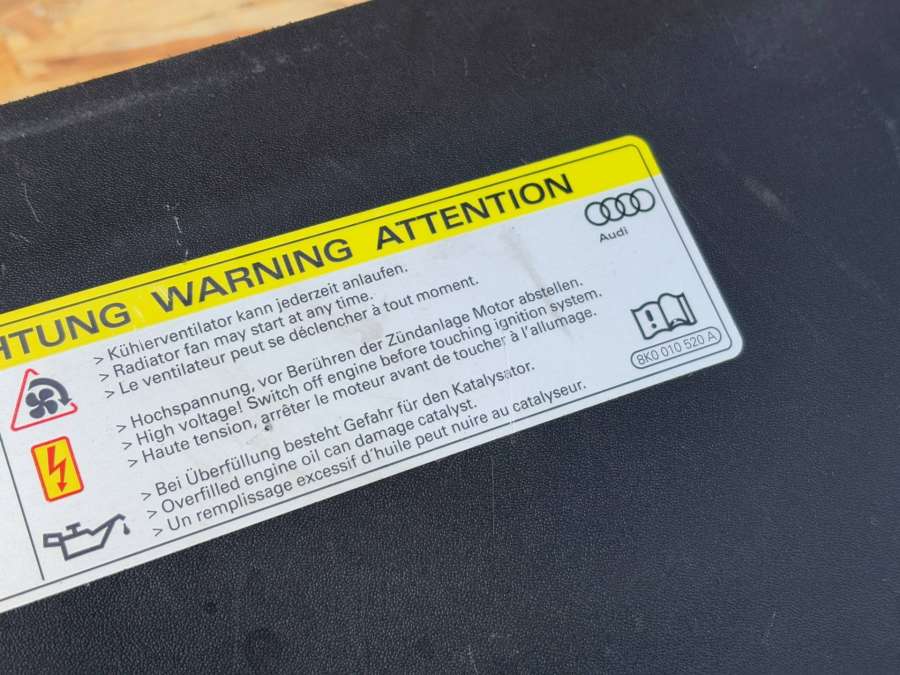 HTUNG WARNING ATTENTION
Audi
> Kühlerventilator kann jederzeit anlaufen.
> Radiator fan may start at any time.
> Le ventilateur peut se déclencher à tout moment.
> Hochspannung, vor Berühren der Zündanlage Motor abstellen.
> High voltage! Switch off engine before touching ignition system.
> Haute tension, arrêter le moteur avant de toucher à l'allumage.
> Bei Überfüllung besteht Gefahr für den Katalysator.
> Overfilled engine oil can damage catalyst.
> Un remplissage excessif d'huile peut nuire au catalyseur.
8K0 010 520 A